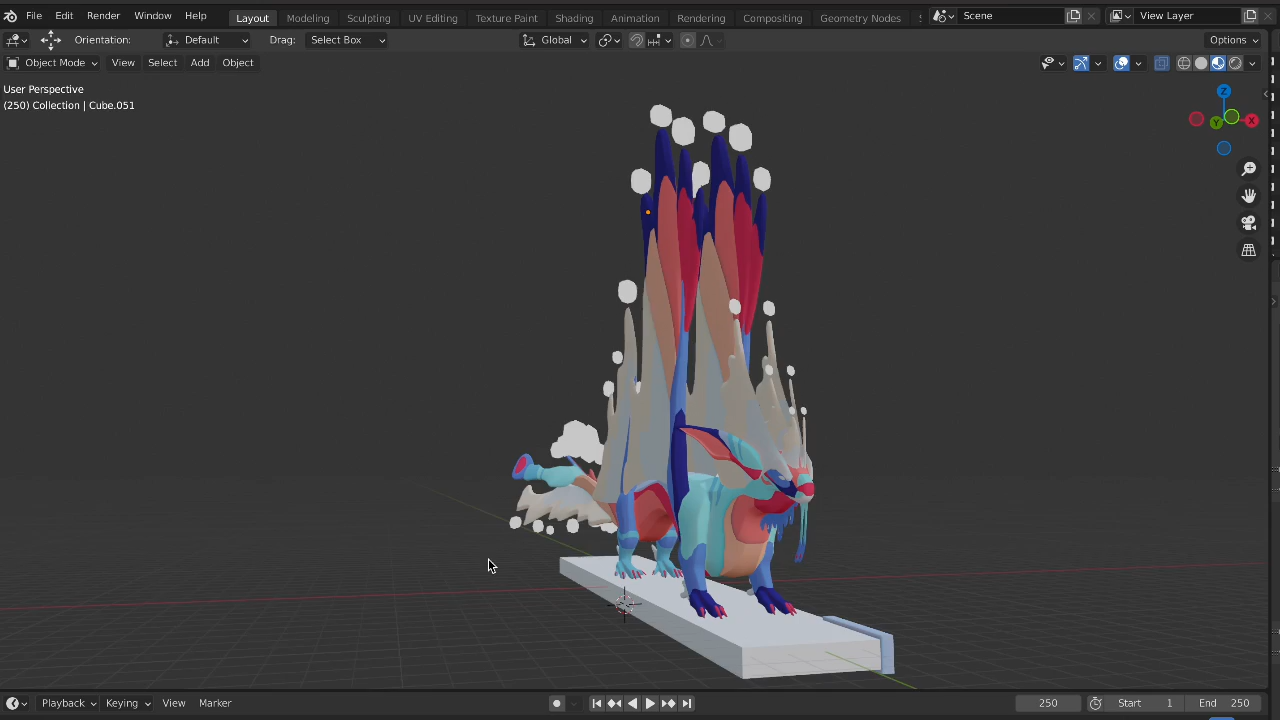 File Edit Render Window Help Layout Modeling Sculpting UV Editing Texture Paint Shading Animation Rendering Compositing Geometry Nodes Scene View Layer
Orientation: Default Drag: Select Box Global Options
Object Mode View Select Add Object
User Perspective
(250) Collection | Cube.051
Z
X
Y
Playback Keying View Marker 250 Start 1 End 250